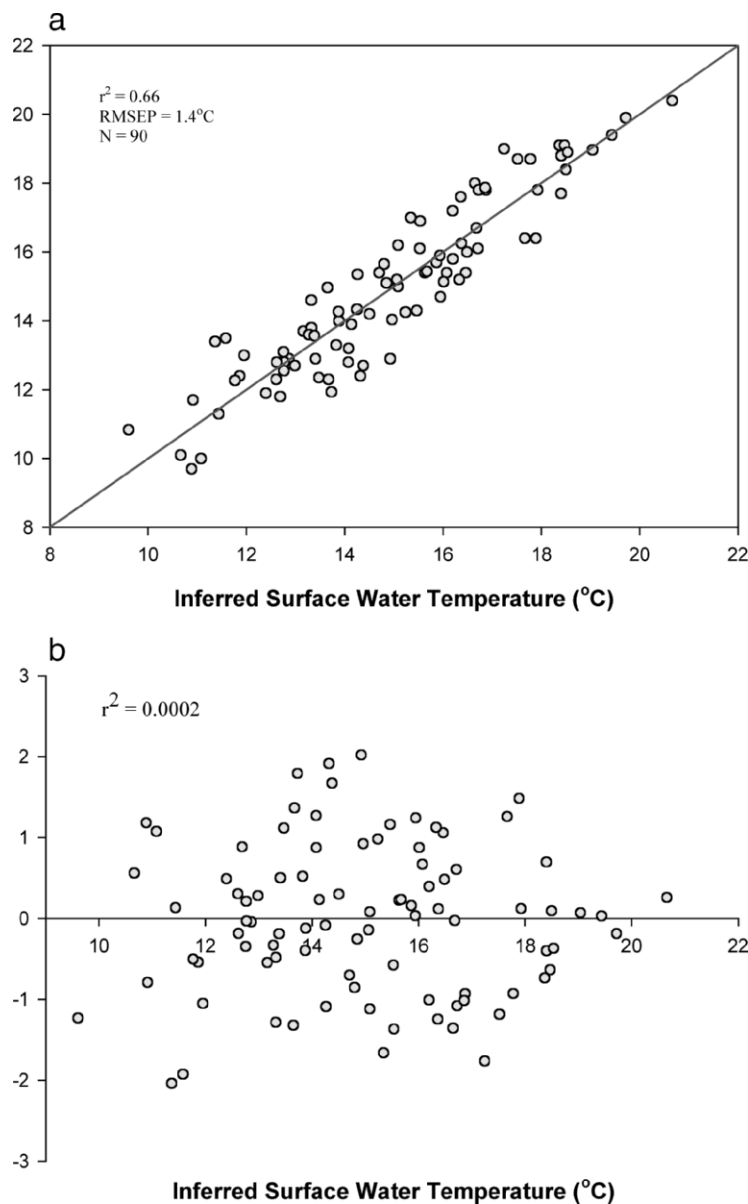 a
22
20
18
16
14
12
10
8
r² = 0.66
RMSEP = 1.4°C
N = 90
8 10 12 14 16 18 20 22
Inferred Surface Water Temperature (°C)
b
3
2
1
0
-1
-2
-3
r² = 0.0002
10 12 14 16 18 20 22
Inferred Surface Water Temperature (°C)